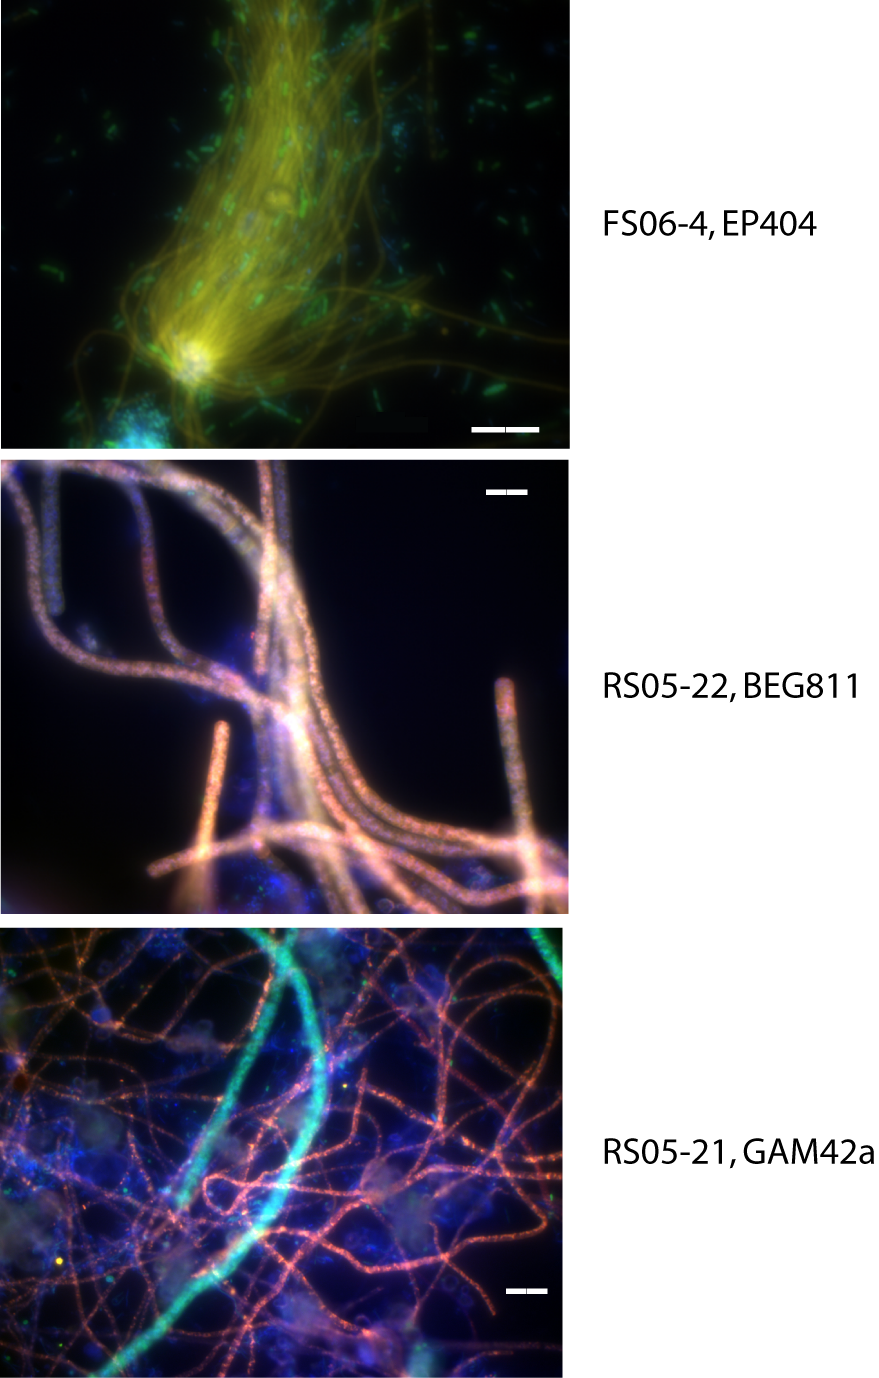 FS06-4, EP404
RS05-22, BEG811
RS05-21, GAM42a